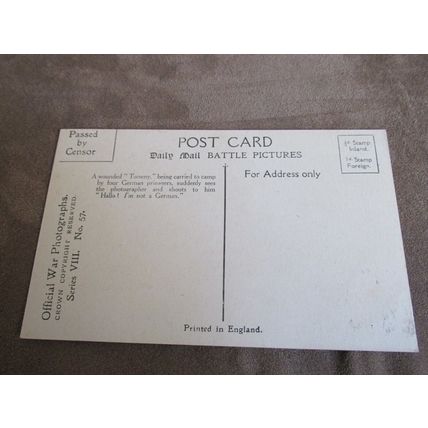 Passed
by
Censor
POST CARD
Daily Mail BATTLE PICTURES
A wounded "Tommy," being carried to camp
by four German prisoners, suddenly sees
the photographer and shouts to him
"Hallo! I'm not a German."
For Address only
½d Stamp
Inland.
1d Stamp
Foreign.
Official War Photographs.
CROWN COPYRIGHT RESERVED.
Series VIII. No. 57.
Printed in England.